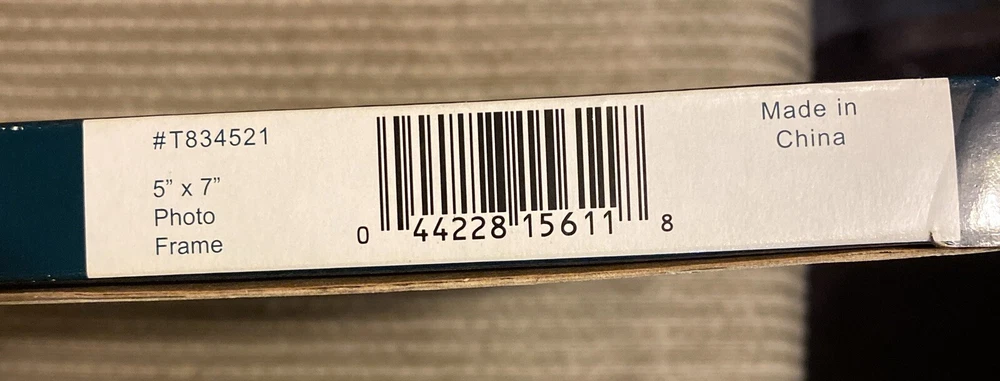 #T834521
5” x 7”
Photo
Frame
0 44228 15611 8
Made in
China